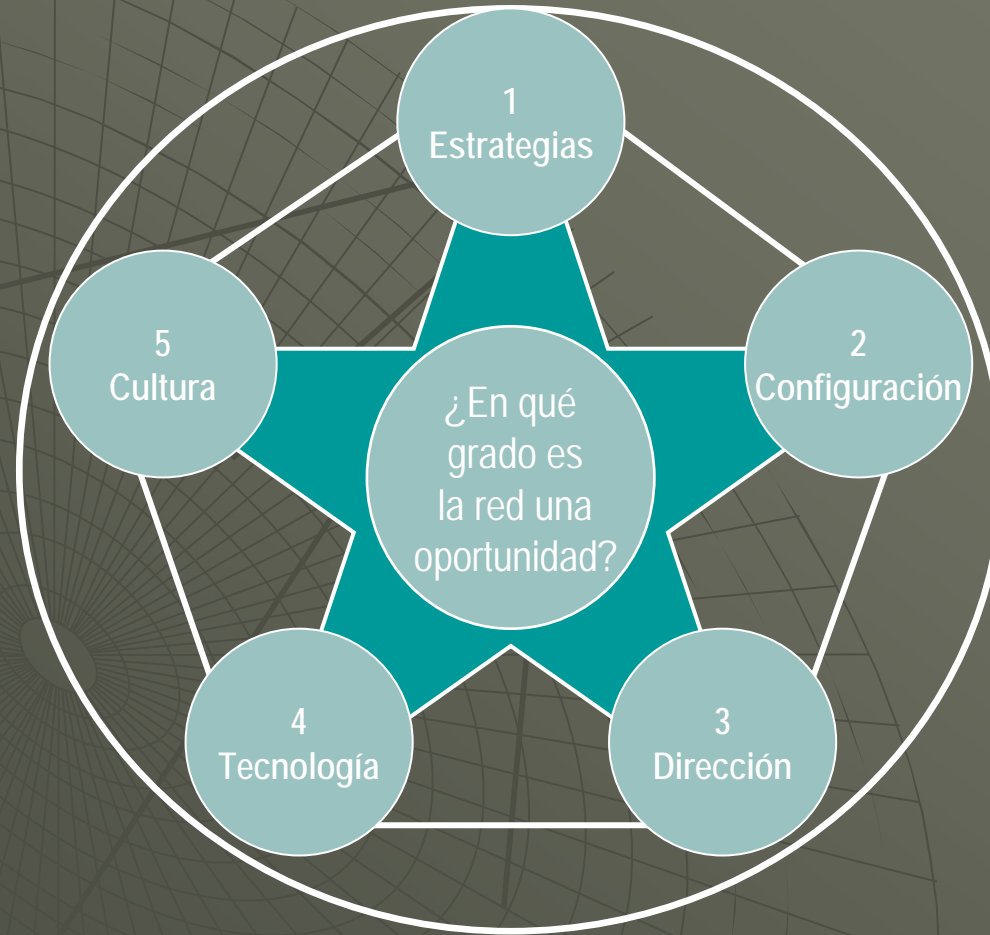 1
Estrategias
2
Configuración
3
Dirección
4
Tecnología
5
Cultura
¿En qué
grado es
la red una
oportunidad?